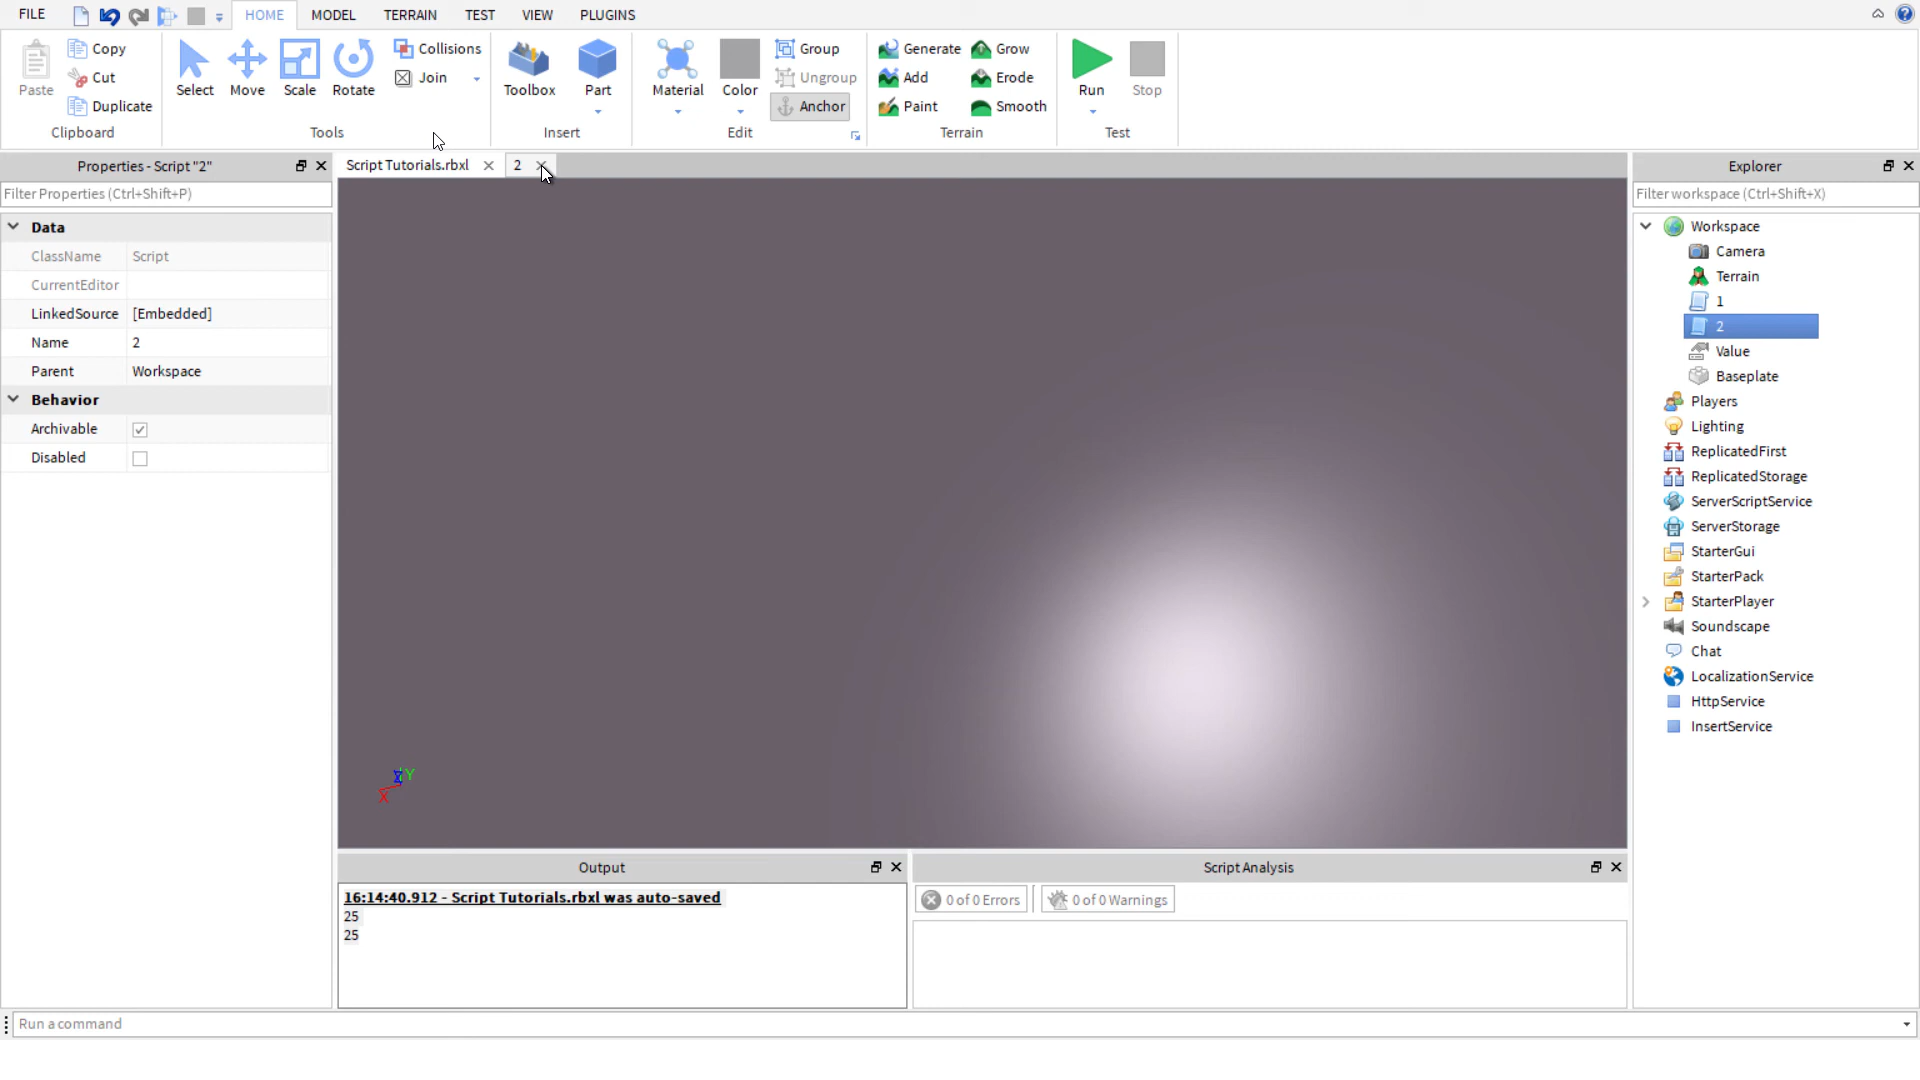 FILE
HOME
MODEL
TERRAIN
TEST
VIEW
PLUGINS
Paste
Copy
Cut
Duplicate
Clipboard
Select
Move
Scale
Rotate
Collisions
Join
Tools
Toolbox
Part
Insert
Material
Color
Group
Ungroup
Anchor
Edit
Generate
Add
Paint
Grow
Erode
Smooth
Terrain
Run
Stop
Test
Properties - Script "2"
Filter Properties (Ctrl+Shift+P)
Data
ClassName Script
CurrentEditor
LinkedSource [Embedded]
Name 2
Parent Workspace
Behavior
Archivable
Disabled
Script Tutorials.rbxl
2
X
Y
Z
Output
16:14:40.912 - Script Tutorials.rbxl was auto-saved
25
25
Script Analysis
0 of 0 Errors
0 of 0 Warnings
Explorer
Filter workspace (Ctrl+Shift+X)
Workspace
Camera
Terrain
1
2
Value
Baseplate
Players
Lighting
ReplicatedFirst
ReplicatedStorage
ServerScriptService
ServerStorage
StarterGui
StarterPack
StarterPlayer
Soundscape
Chat
LocalizationService
HttpService
InsertService
Run a command